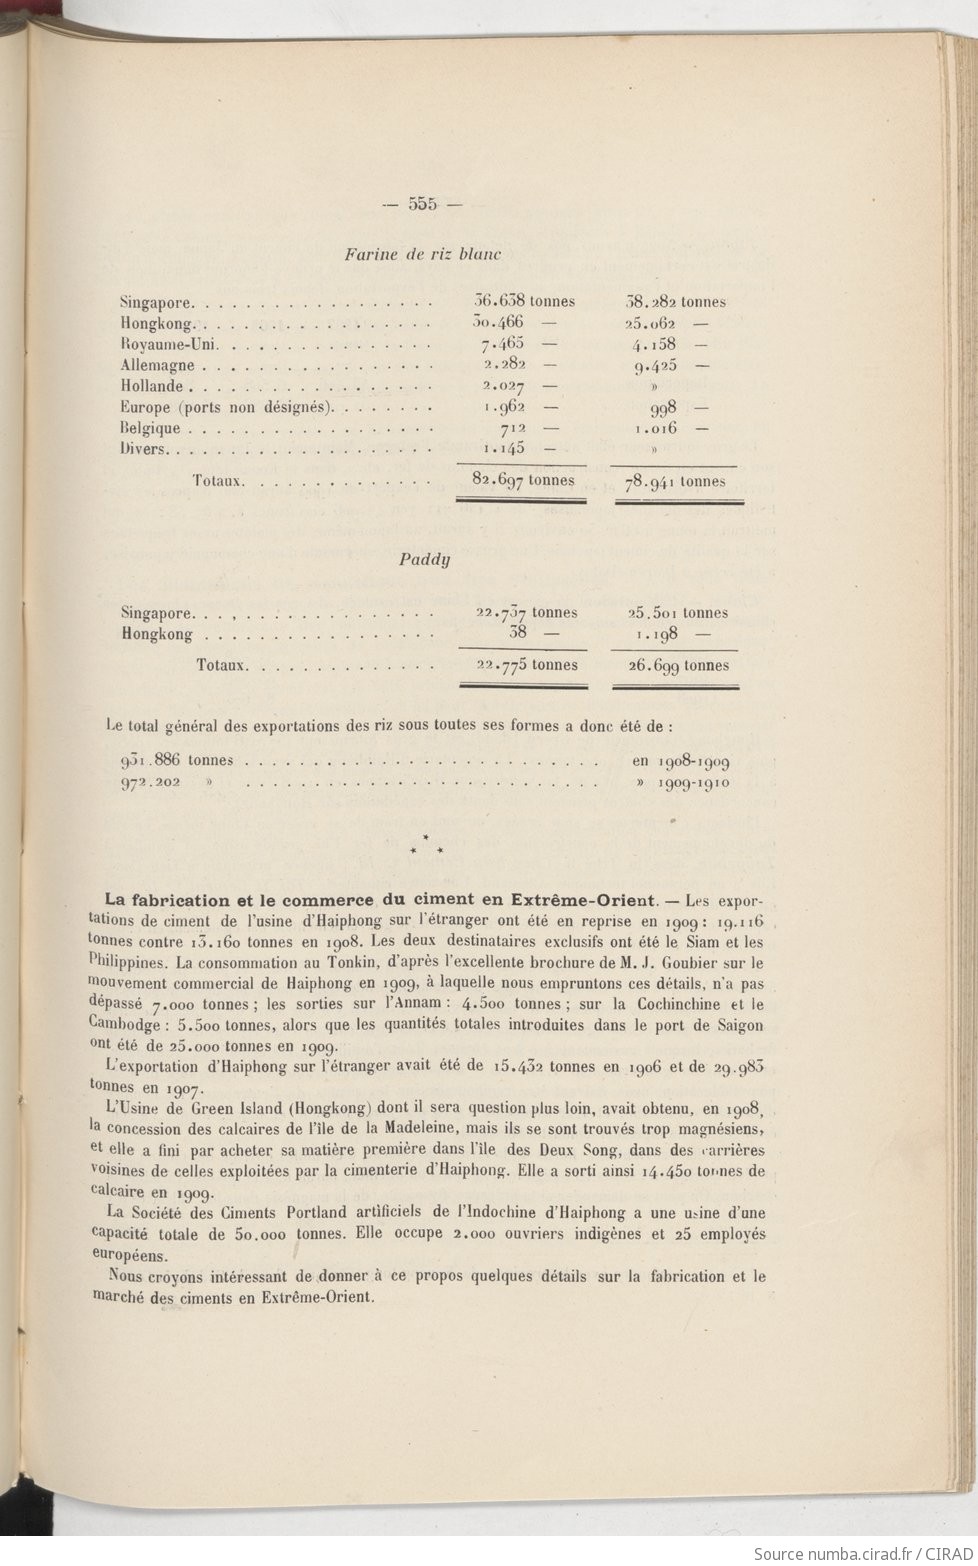 — 555 —
Farine de riz blanc
Singapore. . . . . . . . . . . . . . . . . . 36.638 tonnes 38.282 tonnes
Hongkong. . . . . . . . . . . . . . . . . . 30.466 — 25.062 —
Royaume-Uni. . . . . . . . . . . . . . . . 7.465 — 4.158 —
Allemagne . . . . . . . . . . . . . . . . . 2.282 — 9.425 —
Hollande . . . . . . . . . . . . . . . . . . 2.027 — »
Europe (ports non désignés). . . . . . . . 1.962 — 998 —
Belgique . . . . . . . . . . . . . . . . . . 712 — 1.016 —
Divers. . . . . . . . . . . . . . . . . . . . 1.145 — »
Totaux. . . . . . . . . . . . . . 82.697 tonnes 78.941 tonnes
Paddy
Singapore. . . . . . . . . . . . . . . . . . 22.737 tonnes 25.501 tonnes
Hongkong . . . . . . . . . . . . . . . . . 38 — 1.198 —
Totaux. . . . . . . . . . . . . . 22.775 tonnes 26.699 tonnes
Le total général des exportations des riz sous toutes ses formes a donc été de :
931.886 tonnes . . . . . . . . . . . . . . . . . . . . . . . . . . en 1908-1909
972.202 » . . . . . . . . . . . . . . . . . . . . . . . . . . » 1909-1910
* * *
La fabrication et le commerce du ciment en Extrême-Orient. — Les expor-
tations de ciment de l'usine d'Haiphong sur l'étranger ont été en reprise en 1909 : 19.116
tonnes contre 13.160 tonnes en 1908. Les deux destinataires exclusifs ont été le Siam et les
Philippines. La consommation au Tonkin, d'après l'excellente brochure de M. J. Goubier sur le
mouvement commercial de Haiphong en 1909, à laquelle nous empruntons ces détails, n'a pas
dépassé 7.000 tonnes ; les sorties sur l'Annam : 4.500 tonnes ; sur la Cochinchine et le
Cambodge : 5.500 tonnes, alors que les quantités totales introduites dans le port de Saigon
ont été de 25.000 tonnes en 1909.
L'exportation d'Haiphong sur l'étranger avait été de 15.432 tonnes en 1906 et de 29.983
tonnes en 1907.
L'Usine de Green Island (Hongkong) dont il sera question plus loin, avait obtenu, en 1908,
la concession des calcaires de l'île de la Madeleine, mais ils se sont trouvés trop magnésiens,
et elle a fini par acheter sa matière première dans l'île des Deux Song, dans des carrières
voisines de celles exploitées par la cimenterie d'Haiphong. Elle a sorti ainsi 14.450 tonnes de
calcaire en 1909.
La Société des Ciments Portland artificiels de l'Indochine d'Haiphong a une usine d'une
capacité totale de 50.000 tonnes. Elle occupe 2.000 ouvriers indigènes et 25 employés
européens.
Nous croyons intéressant de donner à ce propos quelques détails sur la fabrication et le
marché des ciments en Extrême-Orient.
Source numba.cirad.fr / CIRAD